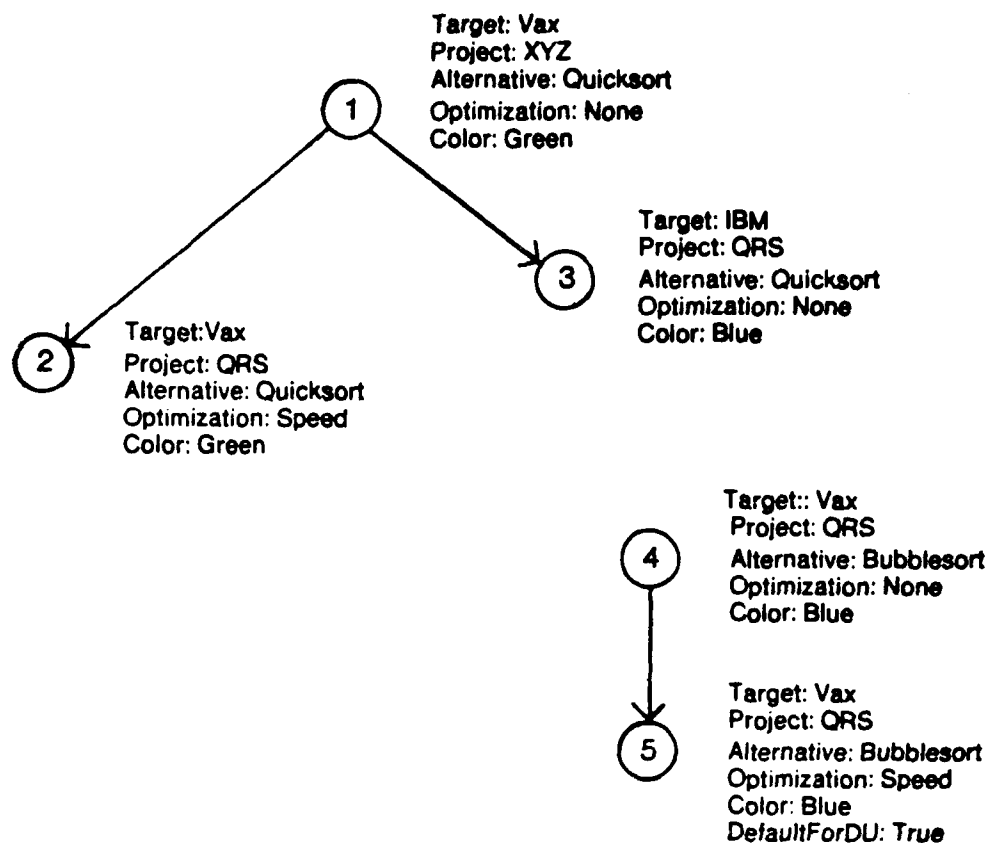 Target: Vax
Project: XYZ
Alternative: Quicksort
1
Optimization: None
Color: Green
Target: IBM
Project: QRS
3
Alternative: Quicksort
Optimization: None
Color: Blue
Target:Vax
2
Project: QRS
Alternative: Quicksort
Optimization: Speed
Color: Green
Target:: Vax
Project: QRS
4
Alternative: Bubblesort
Optimization: None
Color: Blue
Target: Vax
Project: QRS
5
Alternative: Bubblesort
Optimization: Speed
Color: Blue
DefaultForDU: True